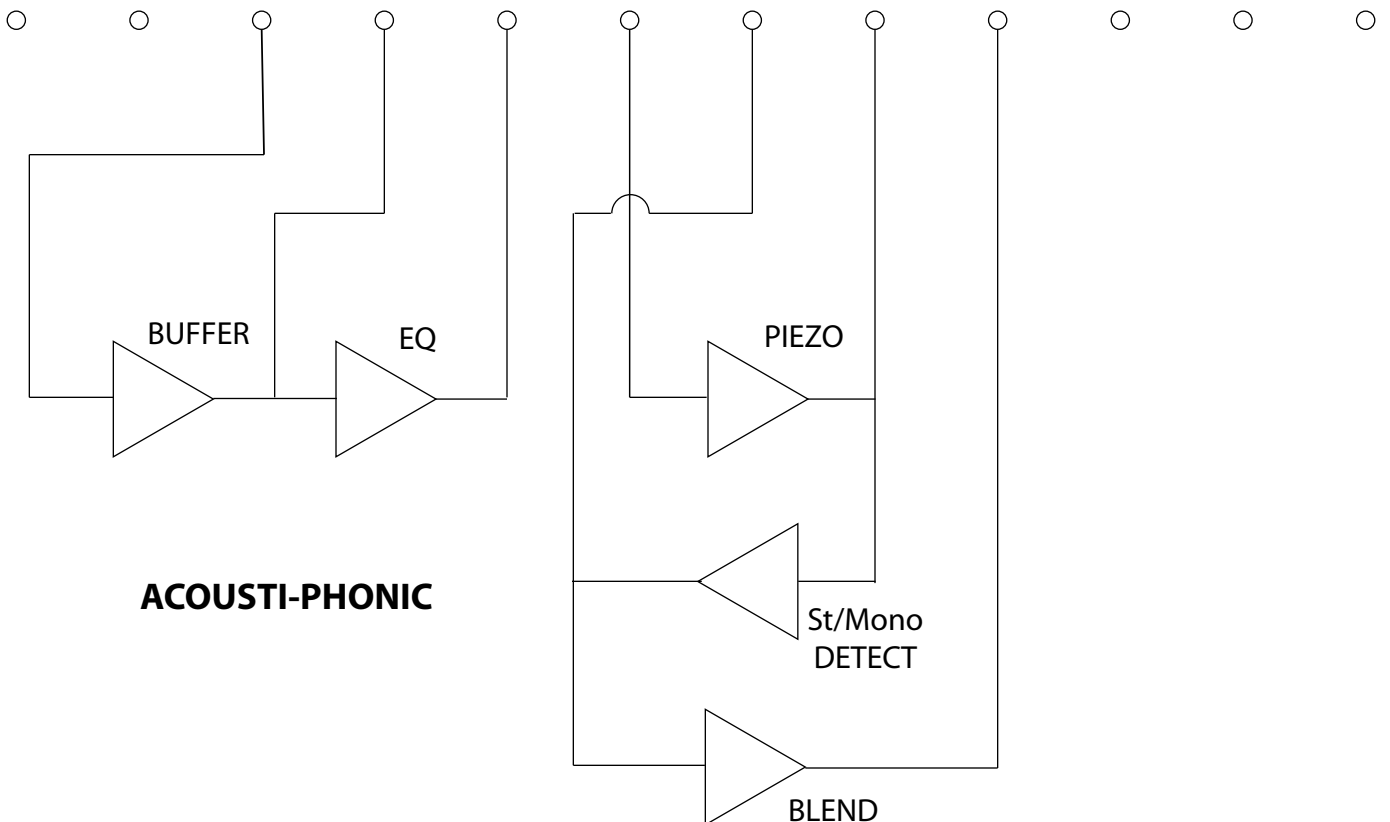 BUFFER
EQ
PIEZO
ACOUSTI-PHONIC
St/Mono
DETECT
BLEND